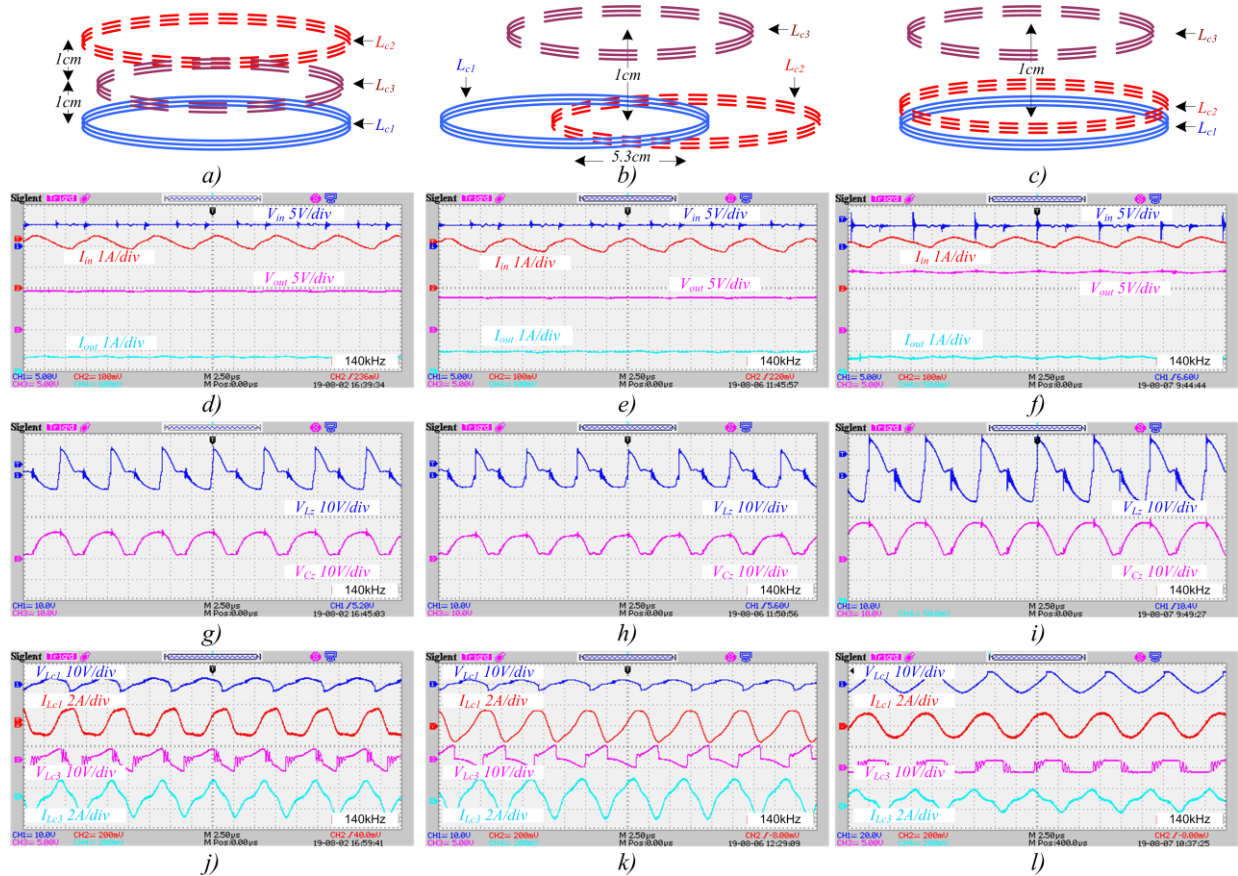 1cm
1cm
Lc2
Lc3
Lc1
Lc1
Lc3
1cm
Lc2
5.3cm
Lc3
1cm
Lc2
Lc1
a)
b)
c)
Siglent Trigd
Vin 5V/div
Iin 1A/div
Vout 5V/div
Iout 1A/div
140kHz
CH1= 5.00V CH2= 100mV M 2.50μs CH2 /236mV
CH3= 5.00V M Pos:0.00μs 19-08-02 16:39:34
Siglent Trigd
Vin 5V/div
Iin 1A/div
Vout 5V/div
Iout 1A/div
140kHz
CH1= 5.00V CH2= 100mV M 2.50μs CH2 /220mV
CH3= 5.00V M Pos:0.00μs 19-08-06 11:45:57
Siglent Trigd
Vin 5V/div
Iin 1A/div
Vout 5V/div
Iout 1A/div
140kHz
CH1= 5.00V CH2= 100mV M 2.50μs CH1 /6.60V
CH3= 5.00V M Pos:0.00μs 19-08-07 9:44:44
d)
e)
f)
Siglent Trigd
VLz 10V/div
VCz 10V/div
140kHz
CH1= 10.0V M 2.50μs CH1 /5.20V
CH3= 10.0V M Pos:0.00μs 19-08-02 16:45:03
Siglent Trigd
VLz 10V/div
VCz 10V/div
140kHz
CH1= 10.0V M 2.50μs CH1 /5.60V
CH3= 10.0V M Pos:0.00μs 19-08-06 11:50:56
Siglent Trigd
VLz 10V/div
VCz 10V/div
140kHz
CH1= 10.0V M 2.50μs CH1 /10.4V
CH3= 10.0V M Pos:0.00μs 19-08-07 9:49:27
g)
h)
i)
Siglent Trigd
VLc1 10V/div
ILc1 2A/div
VLc3 10V/div
ILc3 2A/div
140kHz
CH1= 10.0V CH2= 200mV M 2.50μs CH2 /40.0mV
CH3= 5.00V M Pos:0.00μs 19-08-02 16:59:41
Siglent Trigd
VLc1 10V/div
ILc1 2A/div
VLc3 10V/div
ILc3 2A/div
140kHz
CH1= 10.0V CH2= 200mV M 2.50μs CH2 /-8.00mV
CH3= 5.00V M Pos:0.00μs 19-08-06 12:29:09
Siglent Trigd
VLc1 10V/div
ILc1 2A/div
VLc3 10V/div
ILc3 2A/div
140kHz
CH1= 20.0V CH2= 200mV M 2.50μs CH2 /-8.00mV
CH3= 5.00V M Pos:400.0μs 19-08-07 10:37:25
j)
k)
l)